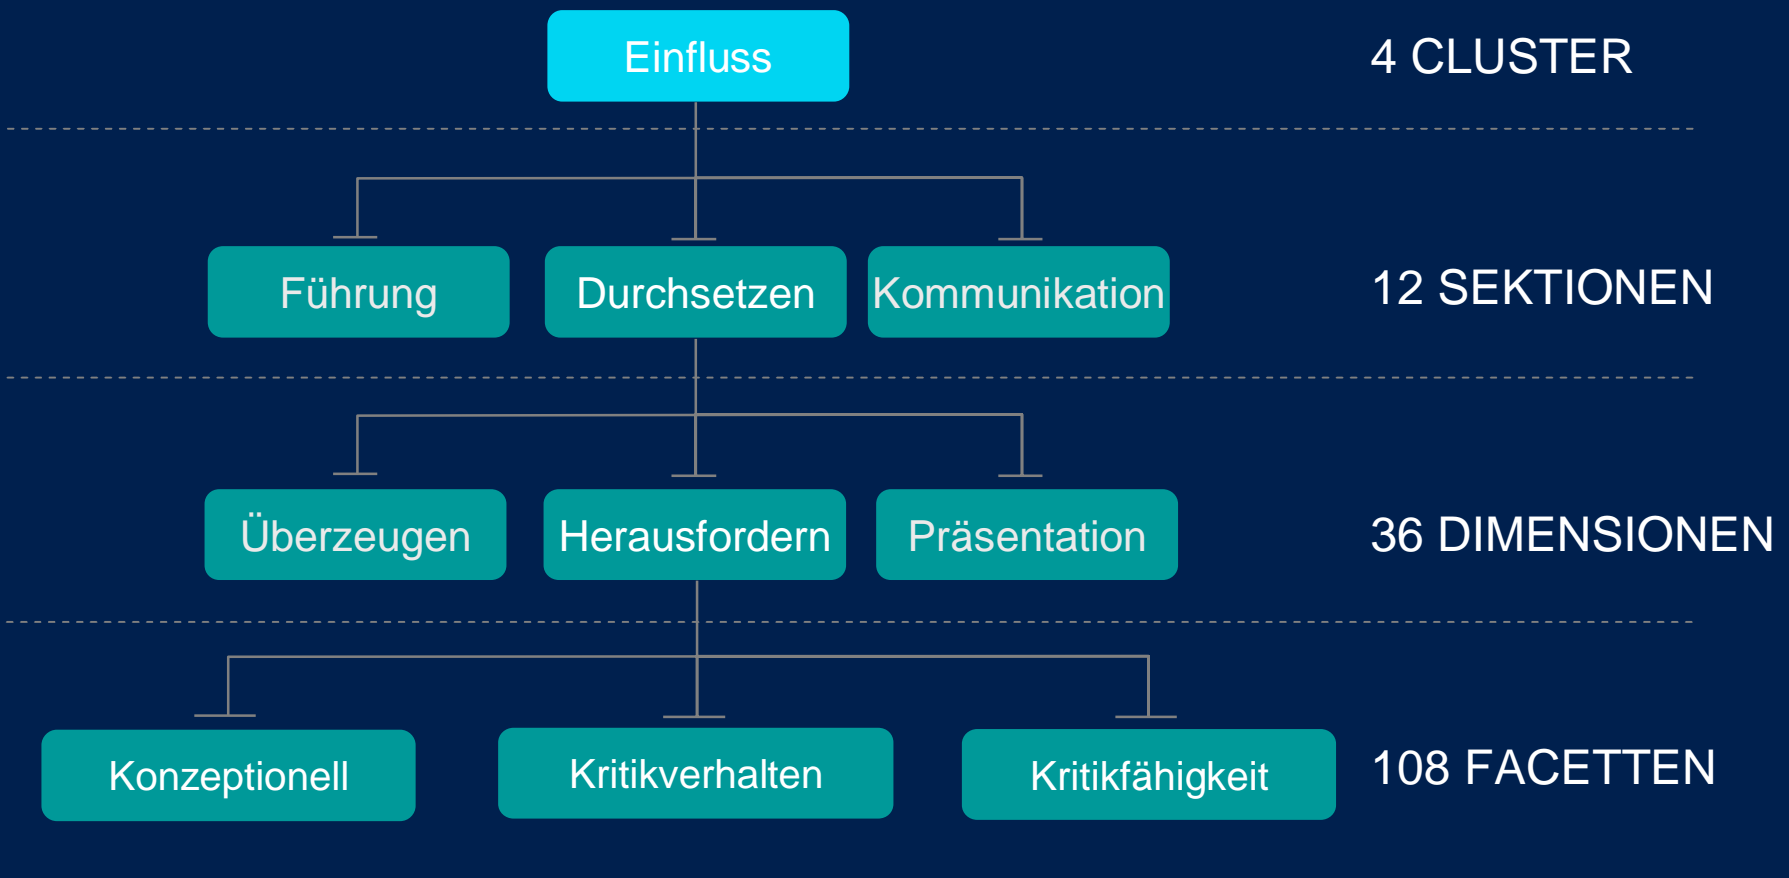 Einfluss
4 CLUSTER
Führung
Durchsetzen
Kommunikation
12 SEKTIONEN
Überzeugen
Herausfordern
Präsentation
36 DIMENSIONEN
Konzeptionell
Kritikverhalten
Kritikfähigkeit
108 FACETTEN